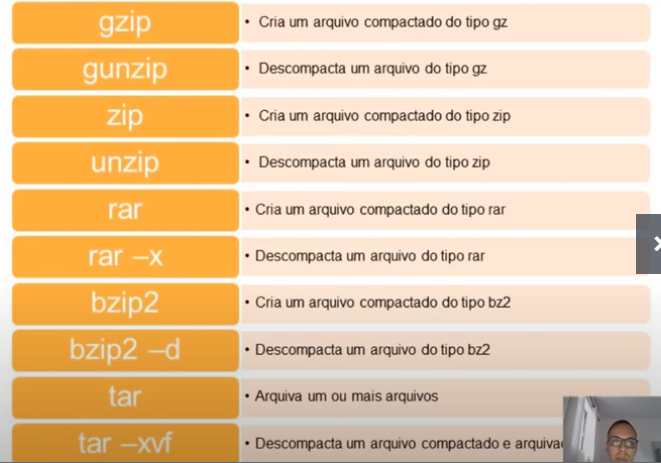 gzip • Cria um arquivo compactado do tipo gz
gunzip • Descompacta um arquivo do tipo gz
zip • Cria um arquivo compactado do tipo zip
unzip • Descompacta um arquivo do tipo zip
rar • Cria um arquivo compactado do tipo rar
rar –x • Descompacta um arquivo do tipo rar
bzip2 • Cria um arquivo compactado do tipo bz2
bzip2 –d • Descompacta um arquivo do tipo bz2
tar • Arquiva um ou mais arquivos
tar –xvf • Descompacta um arquivo compactado e